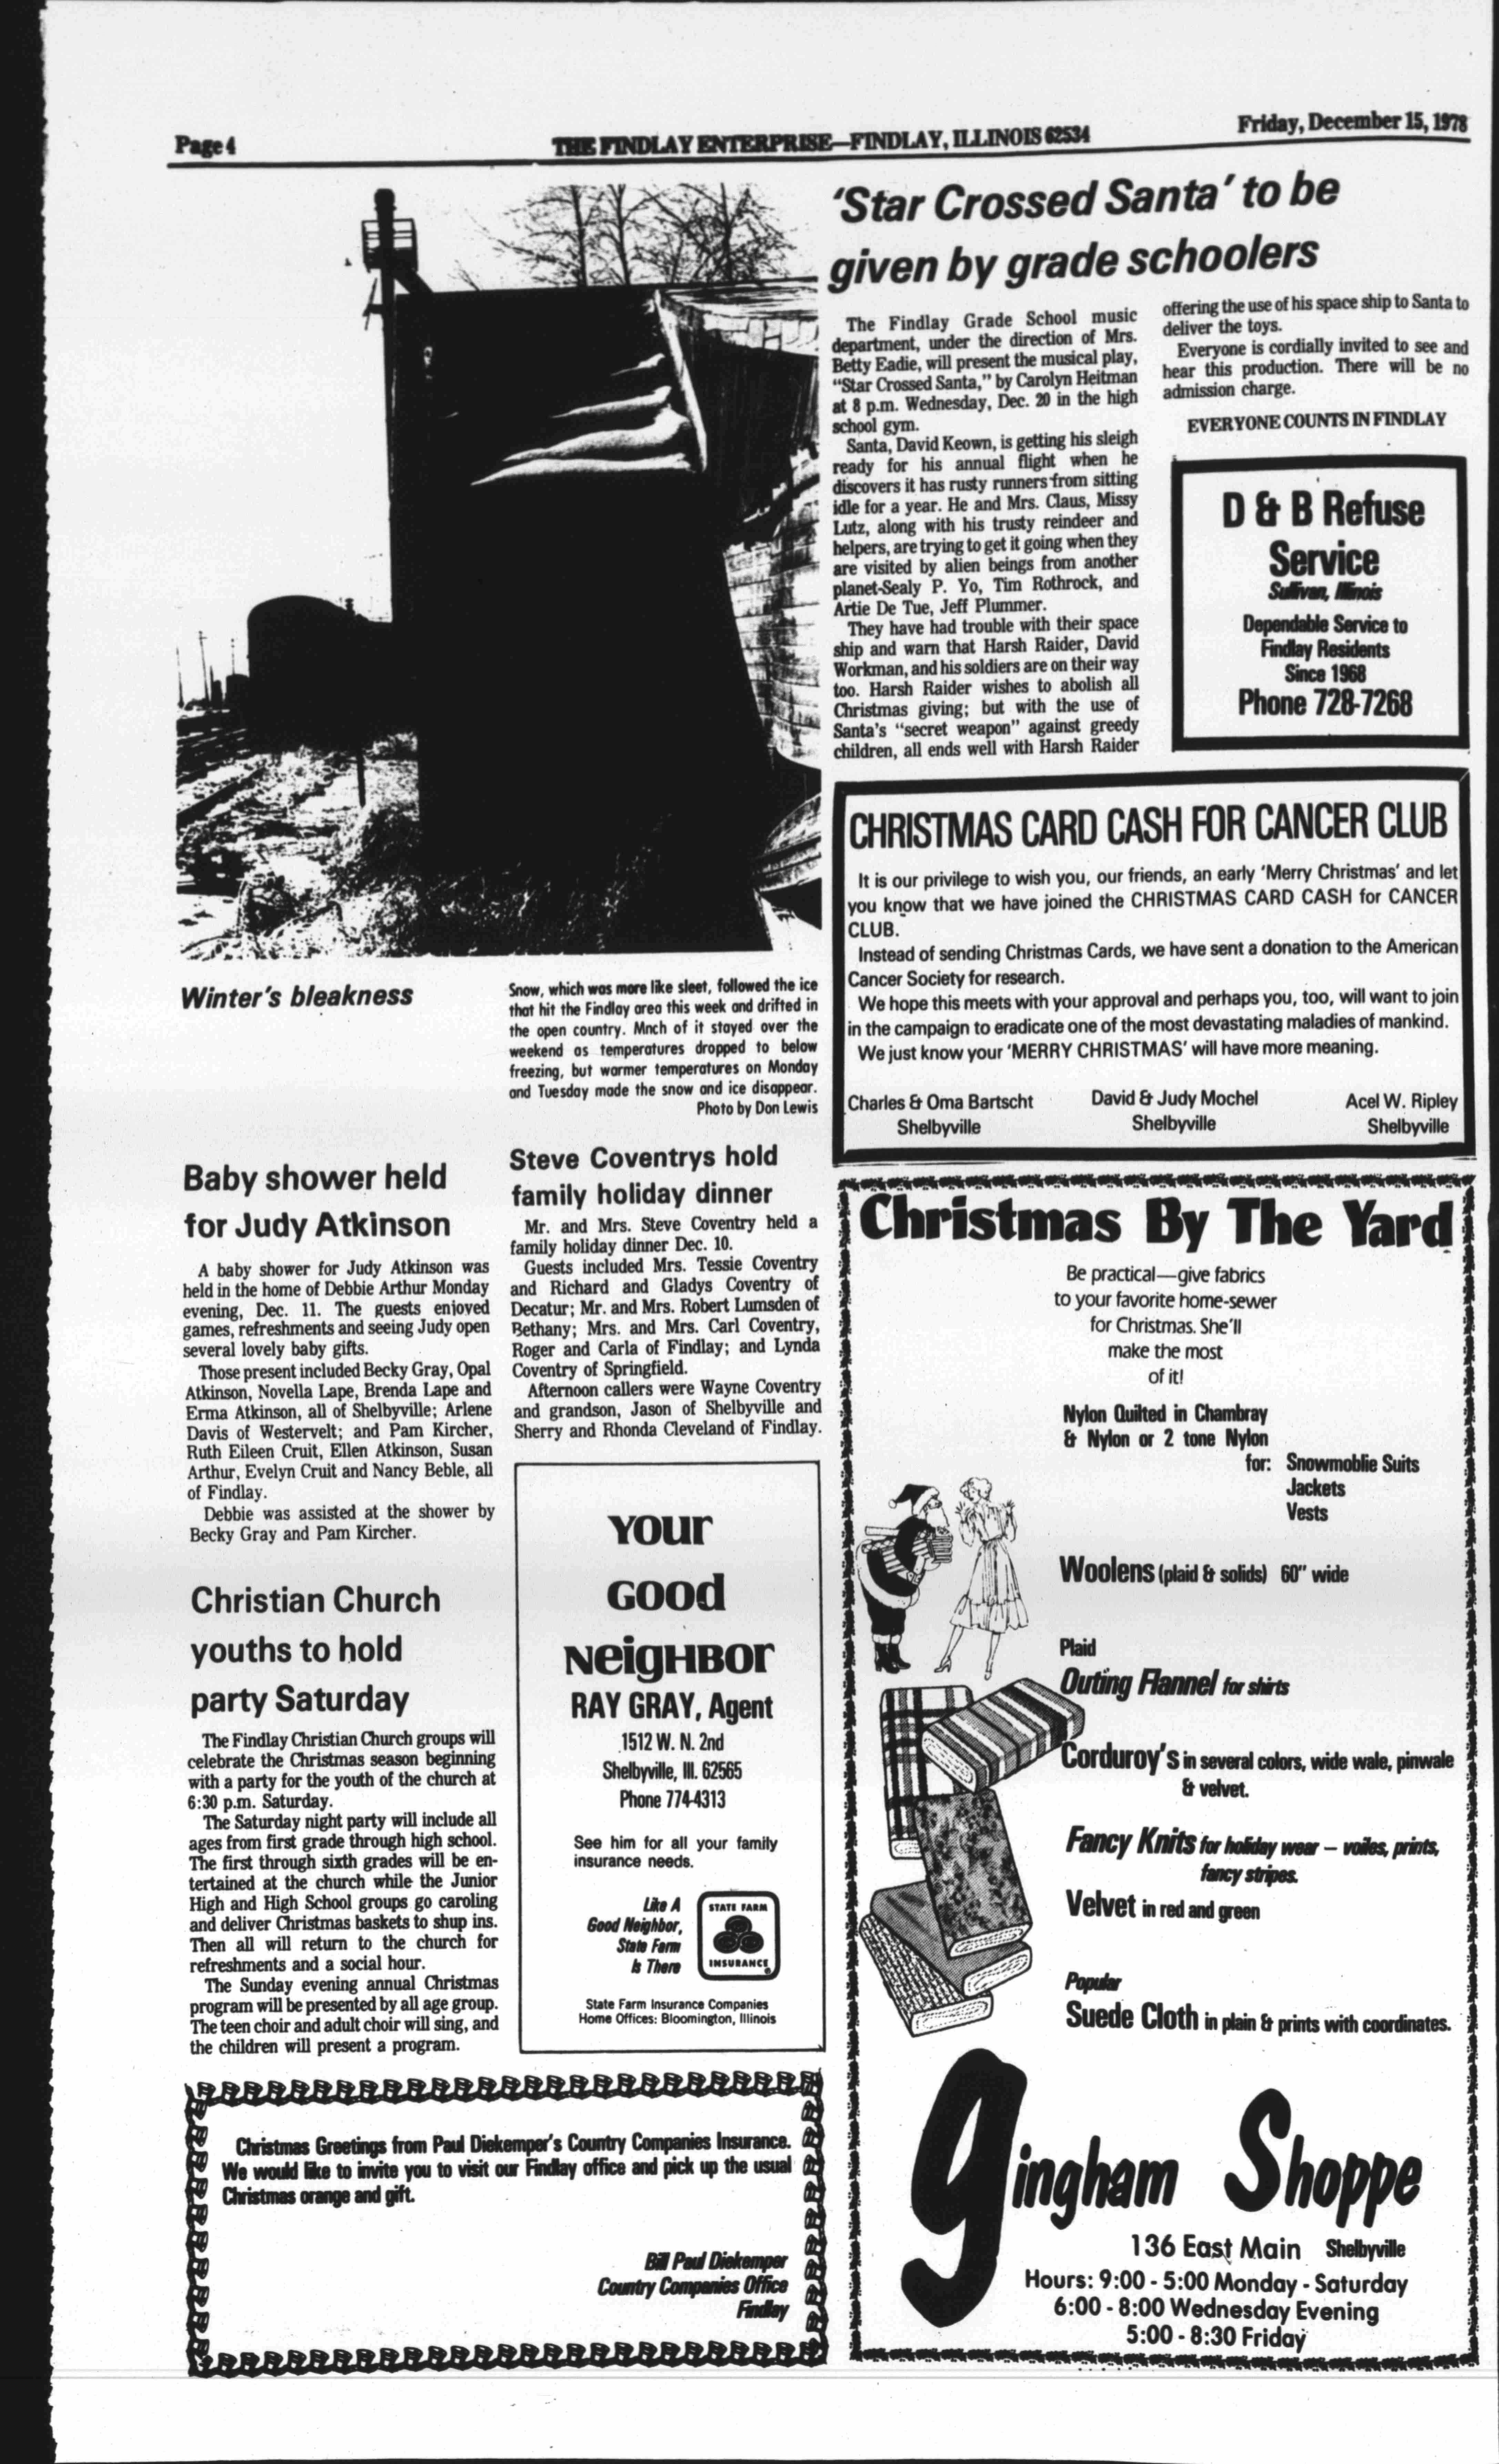 Page 4
THE FINDLAY ENTERPRISE—FINDLAY, ILLINOIS 62534
Friday, December 15, 1978
Winter's bleakness
Snow, which was more like sleet, followed the ice
that hit the Findlay area this week and drifted in
the open country. Mnch of it stayed over the
weekend as temperatures dropped to below
freezing, but warmer temperatures on Monday
and Tuesday made the snow and ice disappear.
Photo by Don Lewis
Baby shower held
for Judy Atkinson
A baby shower for Judy Atkinson was
held in the home of Debbie Arthur Monday
evening, Dec. 11. The guests enjoyed
games, refreshments and seeing Judy open
several lovely baby gifts.
Those present included Becky Gray, Opal
Atkinson, Novella Lape, Brenda Lape and
Erma Atkinson, all of Shelbyville; Arlene
Davis of Westervelt; and Pam Kircher,
Ruth Eileen Cruit, Ellen Atkinson, Susan
Arthur, Evelyn Cruit and Nancy Beble, all
of Findlay.
Debbie was assisted at the shower by
Becky Gray and Pam Kircher.
Christian Church
youths to hold
party Saturday
The Findlay Christian Church groups will
celebrate the Christmas season beginning
with a party for the youth of the church at
6:30 p.m. Saturday.
The Saturday night party will include all
ages from first grade through high school.
The first through sixth grades will be en-
tertained at the church while the Junior
High and High School groups go caroling
and deliver Christmas baskets to shup ins.
Then all will return to the church for
refreshments and a social hour.
The Sunday evening annual Christmas
program will be presented by all age group.
The teen choir and adult choir will sing, and
the children will present a program.
Steve Coventrys hold
family holiday dinner
Mr. and Mrs. Steve Coventry held a
family holiday dinner Dec. 10.
Guests included Mrs. Tessie Coventry
and Richard and Gladys Coventry of
Decatur; Mr. and Mrs. Robert Lumsden of
Bethany; Mrs. and Mrs. Carl Coventry,
Roger and Carla of Findlay; and Lynda
Coventry of Springfield.
Afternoon callers were Wayne Coventry
and grandson, Jason of Shelbyville and
Sherry and Rhonda Cleveland of Findlay.
YOUR
GOOD
NEIGHBOR
RAY GRAY, Agent
1512 W. N. 2nd
Shelbyville, Ill. 62565
Phone 774-4313
See him for all your family
insurance needs.
Like A
Good Neighbor,
State Farm
Is There
STATE FARM
INSURANCE
State Farm Insurance Companies
Home Offices: Bloomington, Illinois
Christmas Greetings from Paul Diekemper's Country Companies Insurance.
We would like to invite you to visit our Findlay office and pick up the usual
Christmas orange and gift.
Bill Paul Diekemper
Country Companies Office
Findlay
'Star Crossed Santa' to be
given by grade schoolers
The Findlay Grade School music
department, under the direction of Mrs.
Betty Eadie, will present the musical play,
"Star Crossed Santa," by Carolyn Heitman
at 8 p.m. Wednesday, Dec. 20 in the high
school gym.
Santa, David Keown, is getting his sleigh
ready for his annual flight when he
discovers it has rusty runners from sitting
idle for a year. He and Mrs. Claus, Missy
Lutz, along with his trusty reindeer and
helpers, are trying to get it going when they
are visited by alien beings from another
planet-Sealy P. Yo, Tim Rothrock, and
Artie De Tue, Jeff Plummer.
They have had trouble with their space
ship and warn that Harsh Raider, David
Workman, and his soldiers are on their way
too. Harsh Raider wishes to abolish all
Christmas giving; but with the use of
Santa's "secret weapon" against greedy
children, all ends well with Harsh Raider
offering the use of his space ship to Santa to
deliver the toys.
Everyone is cordially invited to see and
hear this production. There will be no
admission charge.
EVERYONE COUNTS IN FINDLAY
D & B Refuse
Service
Sullivan, Illinois
Dependable Service to
Findlay Residents
Since 1968
Phone 728-7268
CHRISTMAS CARD CASH FOR CANCER CLUB
It is our privilege to wish you, our friends, an early 'Merry Christmas' and let
you know that we have joined the CHRISTMAS CARD CASH for CANCER
CLUB.
Instead of sending Christmas Cards, we have sent a donation to the American
Cancer Society for research.
We hope this meets with your approval and perhaps you, too, will want to join
in the campaign to eradicate one of the most devastating maladies of mankind.
We just know your 'MERRY CHRISTMAS' will have more meaning.
Charles & Oma Bartscht David & Judy Mochel Acel W. Ripley
Shelbyville Shelbyville Shelbyville
Christmas By The Yard
Be practical—give fabrics
to your favorite home-sewer
for Christmas. She'll
make the most
of it!
Nylon Quilted in Chambray
& Nylon or 2 tone Nylon
for: Snowmoblie Suits
Jackets
Vests
Woolens (plaid & solids) 60" wide
Plaid
Outing Flannel for shirts
Corduroy's in several colors, wide wale, pinwale
& velvet.
Fancy Knits for holiday wear — voiles, prints,
fancy stripes.
Velvet in red and green
Popular
Suede Cloth in plain & prints with coordinates.
Gingham Shoppe
136 East Main Shelbyville
Hours: 9:00 - 5:00 Monday - Saturday
6:00 - 8:00 Wednesday Evening
5:00 - 8:30 Friday